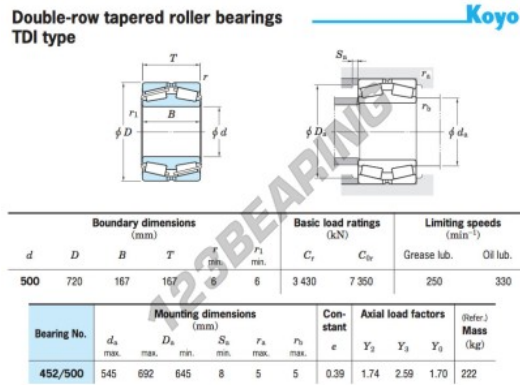 Double-row tapered roller bearings
TDI type
Koyo
T
r
r1
B
φ D
φ d
Sa
ra
rb
φ Da
φ da
123BEARING
Boundary dimensions
(mm)
Basic load ratings
(kN)
Limiting speeds
(min-1)
d D B T r min. r1 min. Cr C0r Grease lub. Oil lub.
500 720 167 167 6 6 3 430 7 350 250 330
Bearing No.
Mounting dimensions
(mm)
Con-
stant
Axial load factors
(Refer.)
Mass
(kg)
da max. Da max. min. Sa min. ra max. rb max. e Y2 Y3 Y0
452/500 545 692 645 8 5 5 0.39 1.74 2.59 1.70 222